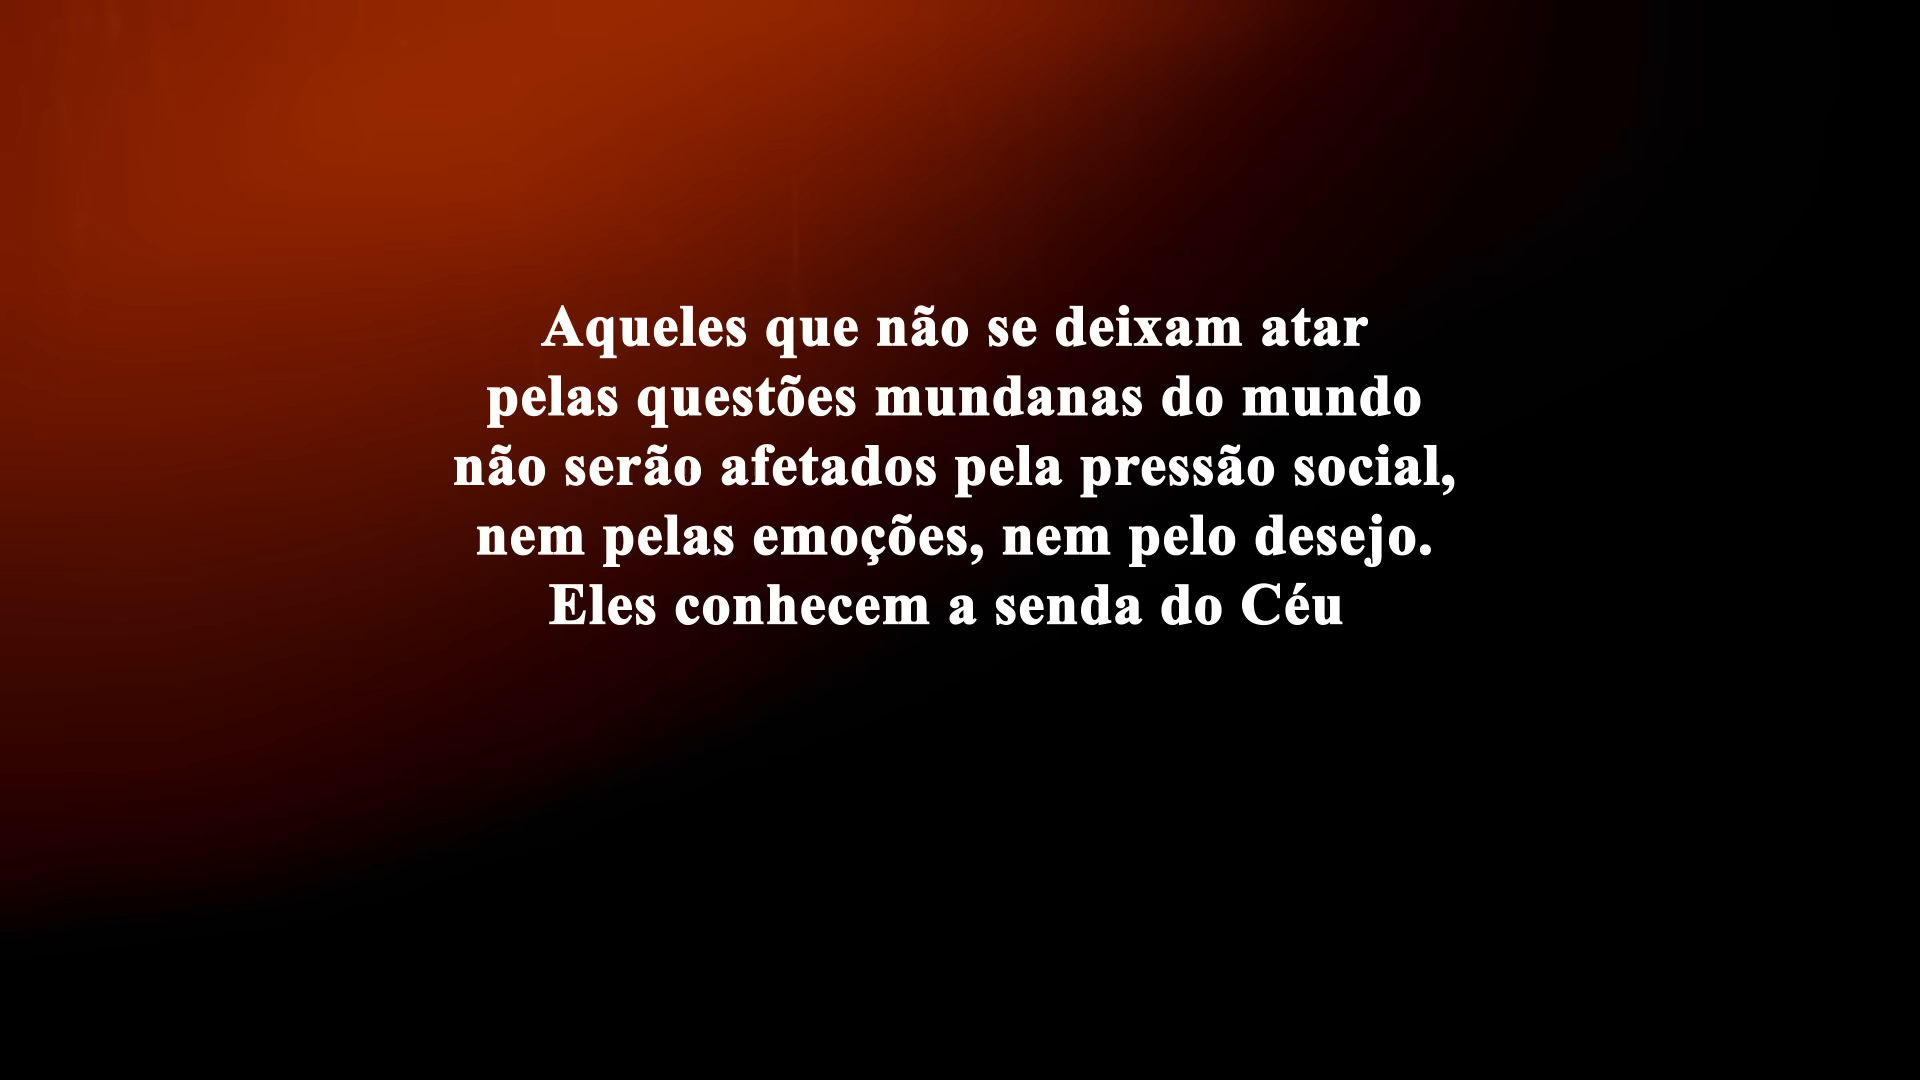 Aqueles que não se deixam atar
pelas questões mundanas do mundo
não serão afetados pela pressão social,
nem pelas emoções, nem pelo desejo.
Eles conhecem a senda do Céu